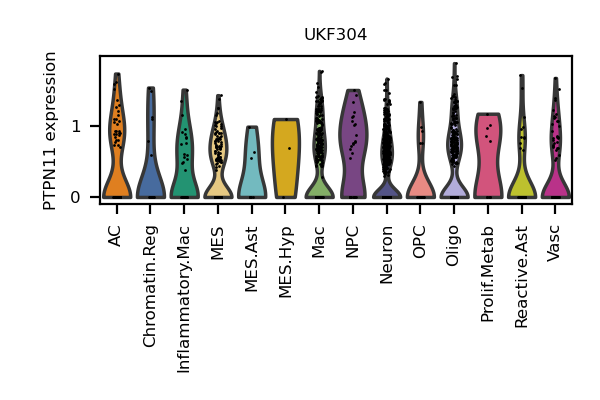 UKF304
PTPN11 expression
1
0
AC
Chromatin.Reg
Inflammatory.Mac
MES
MES.Ast
MES.Hyp
Mac
NPC
Neuron
OPC
Oligo
Prolif.Metab
Reactive.Ast
Vasc